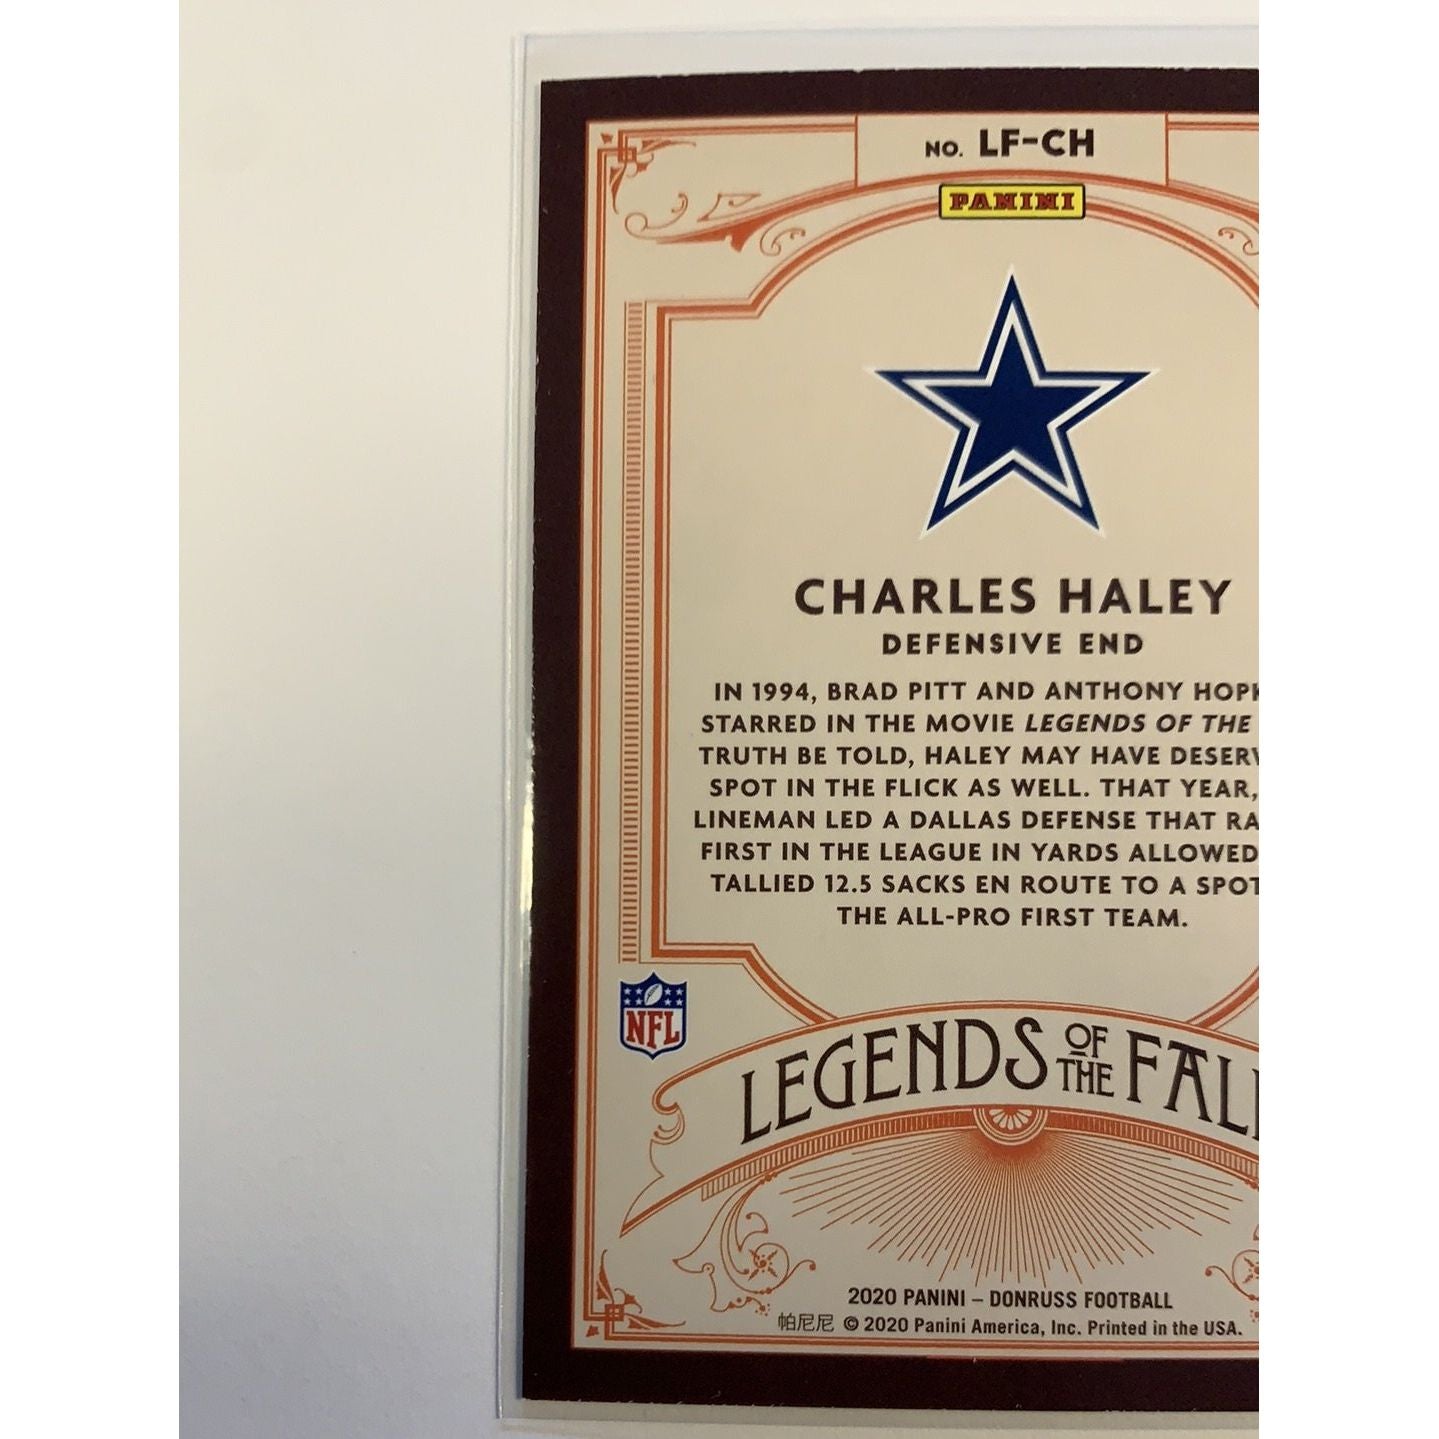 NO. LF-CH
PANINI
CHARLES HALEY
DEFENSIVE END
IN 1994, BRAD PITT AND ANTHONY
STARRED IN THE MOVIE LEGENDS OF THE
TRUTH BE TOLD, HALEY MAY HAVE
SPOT IN THE FLICK AS WELL. THAT YEAR,
LINEMAN LED A DALLAS DEFENSE THAT
FIRST IN THE LEAGUE IN YARDS ALLOWED
TALLIED 12.5 SACKS EN ROUTE TO A SPOT
THE ALL-PRO FIRST TEAM.
NFL
LEGENDS OF THE FALL
2020 PANINI – DONRUSS FOOTBALL
帕尼尼 © 2020 Panini America, Inc. Printed in the USA.